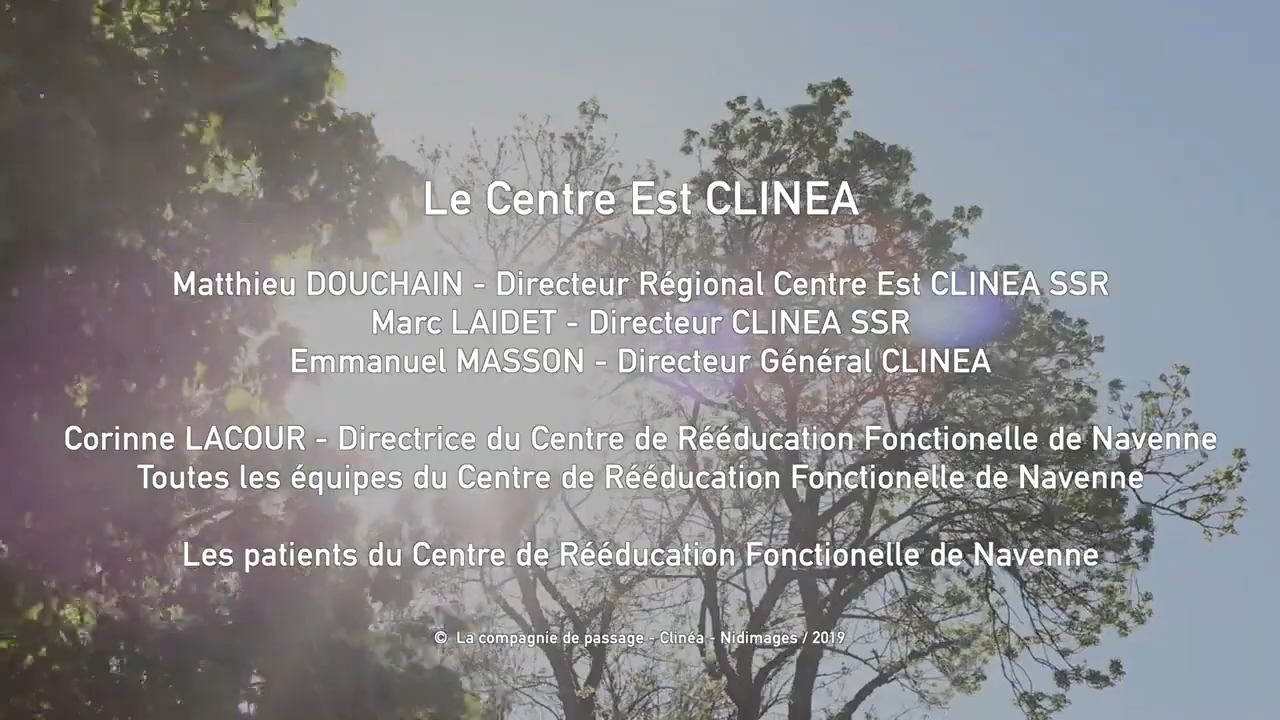 Le Centre Est CLINEA
Matthieu DOUCHAIN - Directeur Régional Centre Est CLINEA SSR
Marc LAIDET - Directeur CLINEA SSR
Emmanuel MASSON - Directeur Général CLINEA
Corinne LACOUR - Directrice du Centre de Rééducation Fonctionelle de Navenne
Toutes les équipes du Centre de Rééducation Fonctionelle de Navenne
Les patients du Centre de Rééducation Fonctionelle de Navenne
© La compagnie de passage - Clinéa - Nidimages / 2019